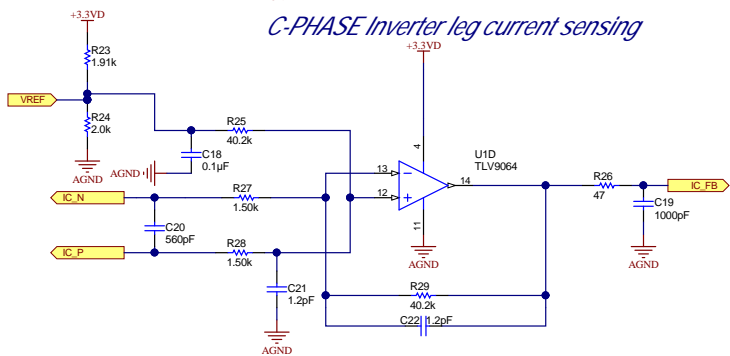 C-PHASE Inverter leg current sensing
+3.3VD
R23
1.91k
VREF
R24
2.0k
AGND
R25
40.2k
C18
0.1µF
AGND
+3.3VD
4
U1D
TLV9064
13
12
14
11
AGND
IC_N
R27
1.50k
C20
560pF
IC_P
R28
1.50k
C21
1.2pF
AGND
R29
40.2k
C22
1.2pF
R26
47
IC_FB
C19
1000pF
AGND